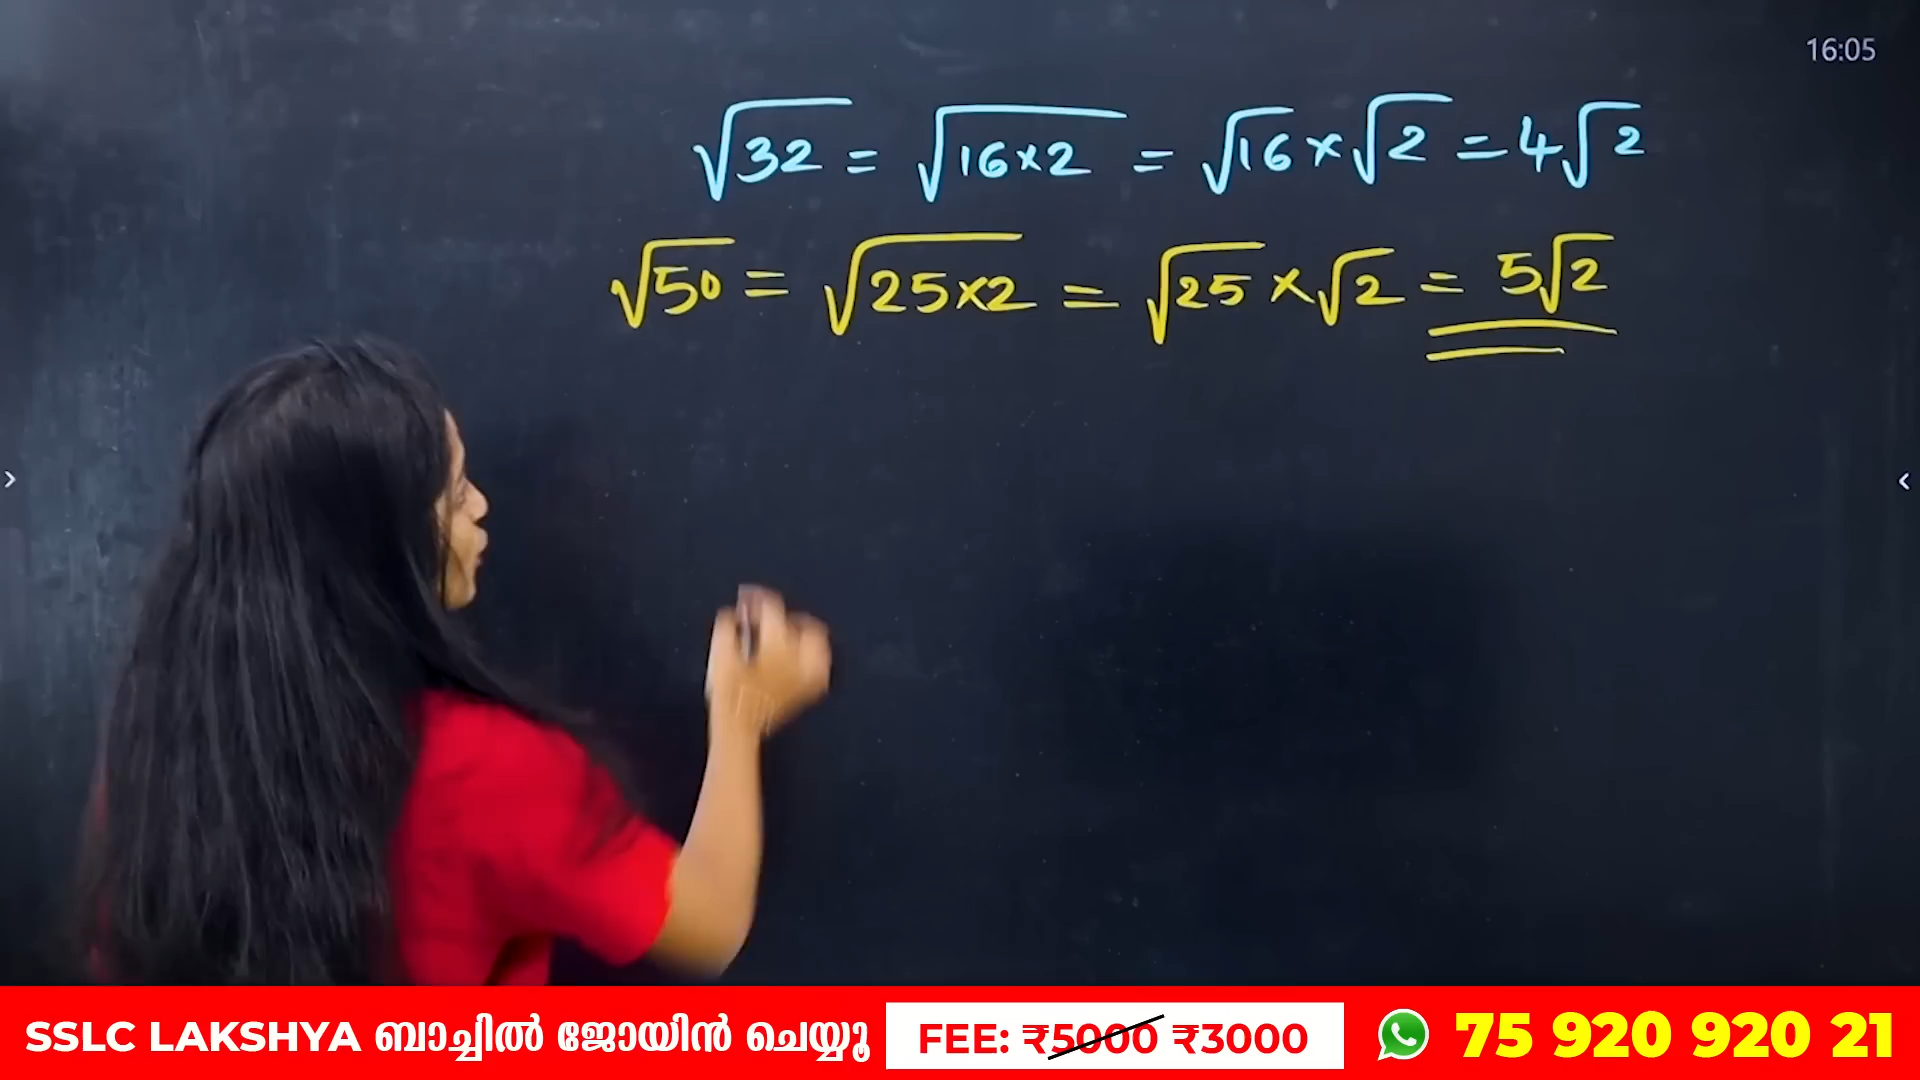 16:05
√32 = √16×2 = √16 × √2 = 4√2
√50 = √25×2 = √25 × √2 = 5√2
SSLC LAKSHYA ബാച്ചിൽ ജോയിൻ ചെയ്യൂ FEE: ₹5000 ₹3000 75 920 920 21